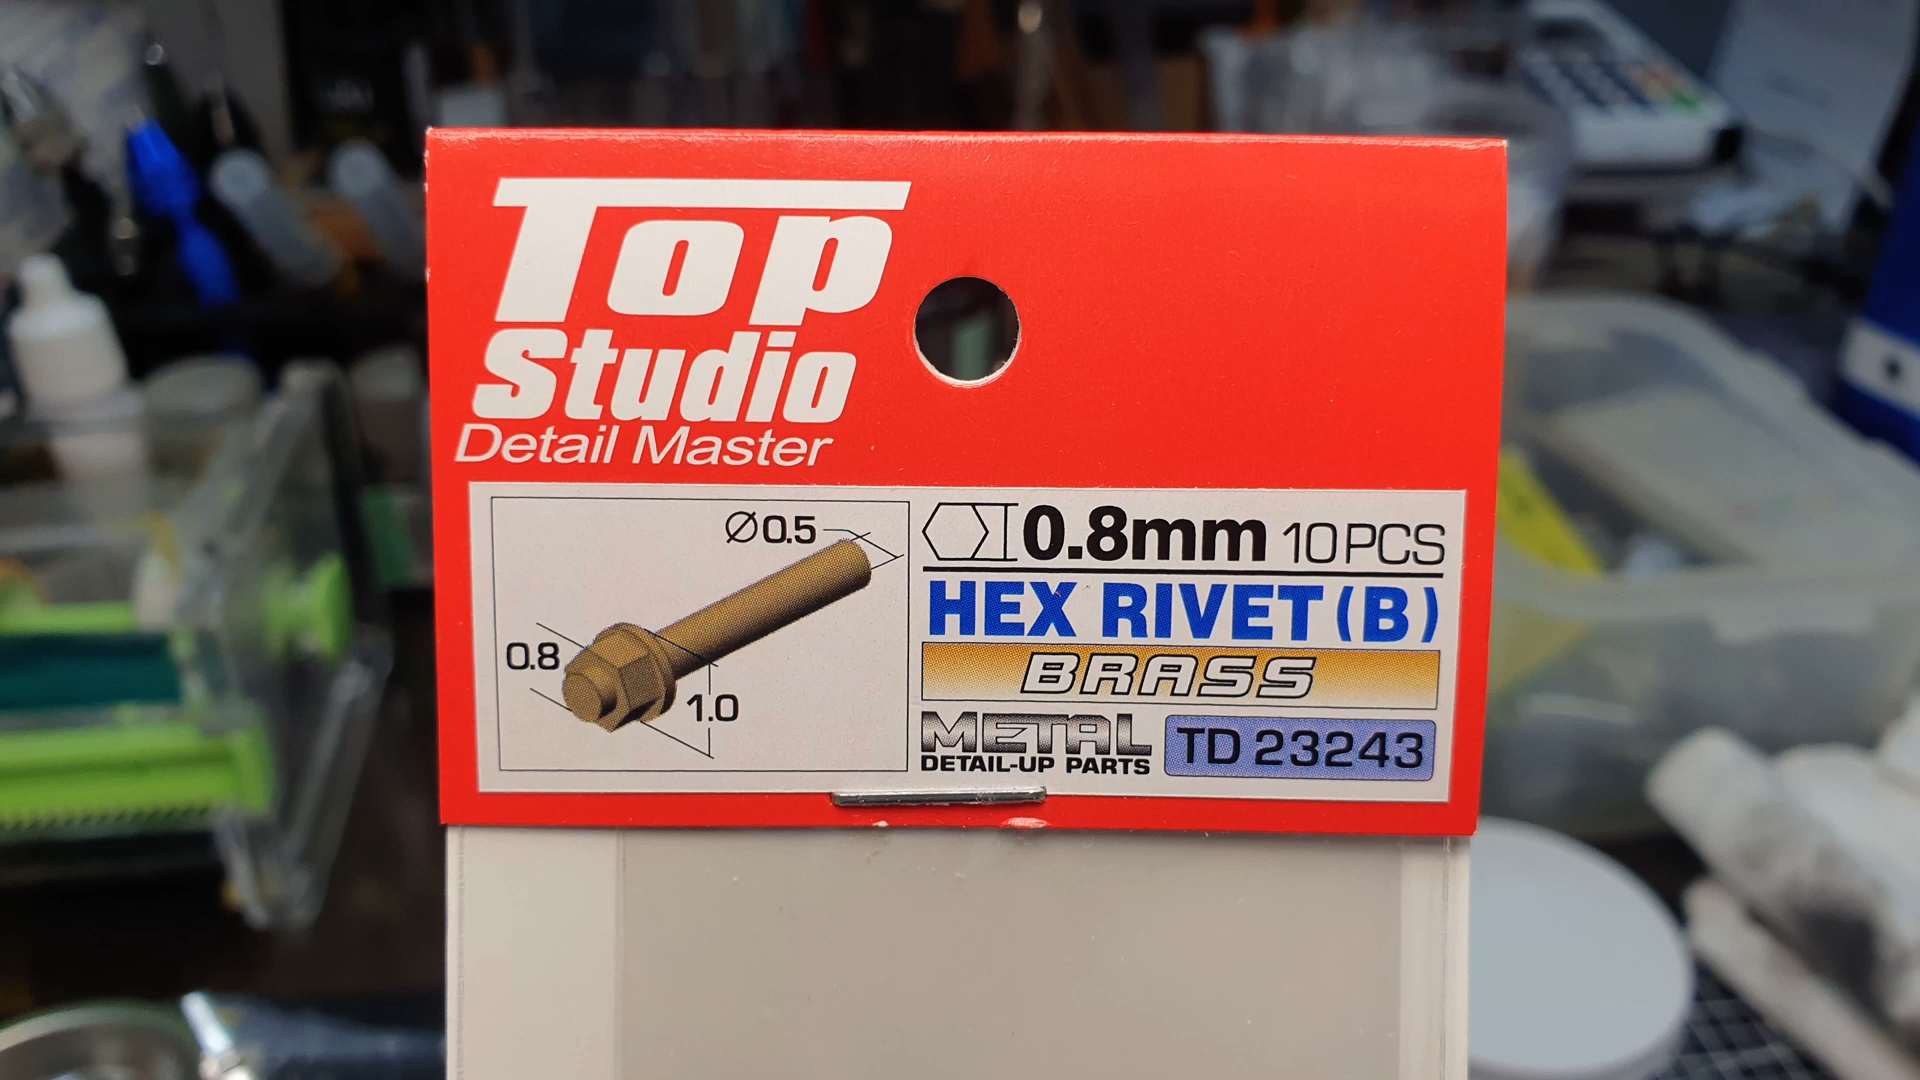 Top
Studio
Detail Master
Ø0.5
0.8
1.0
0.8mm 10PCS
HEX RIVET (B)
BRASS
METAL
DETAIL-UP PARTS
TD 23243